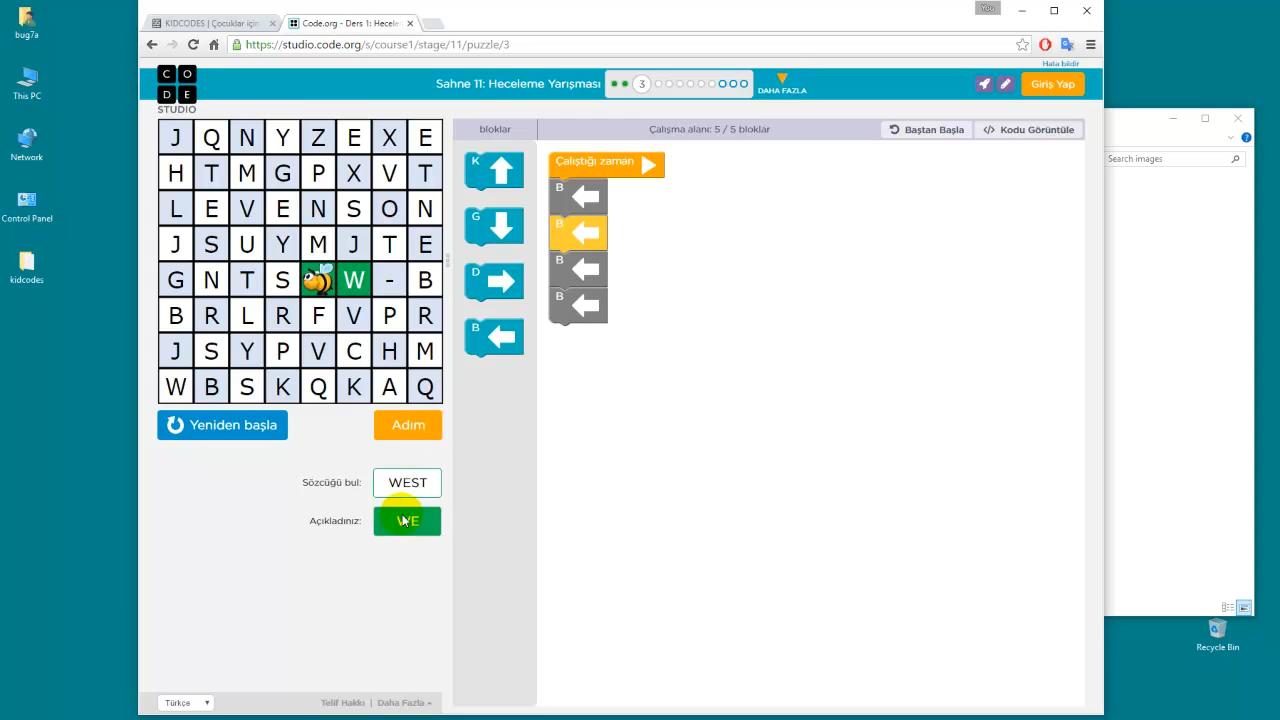 bug7a
This PC
Network
Control Panel
kidcodes
KIDCODES | Çocuklar için
Code.org - Ders 1: Hecele
You
https://studio.code.org/s/course1/stage/11/puzzle/3
Hata bildir
C O
D E
STUDIO
Sahne 11: Heceleme Yarışması
3
DAHA FAZLA
Giriş Yap
bloklar
Çalışma alanı: 5 / 5 bloklar
Baştan Başla
</> Kodu Görüntüle
J Q N Y Z E X E
H T M G P X V T
L E V E N S O N
J S U Y M J T E
G N T S W - B
B R L R F V P R
J S Y P V C H M
W B S K Q K A Q
K
G
D
B
Çalıştığı zaman
B
B
B
B
Yeniden başla
Adım
Sözcüğü bul:
WEST
Açıkladınız:
WE
Türkçe
Telif Hakkı | Daha Fazla
Search images
Recycle Bin